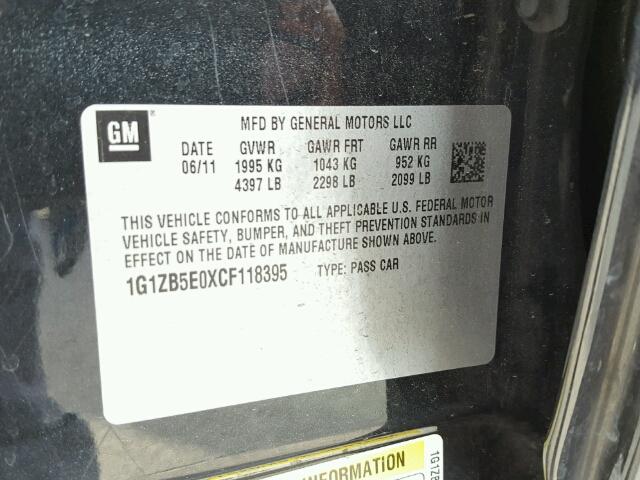 GM
MFD BY GENERAL MOTORS LLC
DATE GVWR GAWR FRT GAWR RR
06/11 1995 KG 1043 KG 952 KG
4397 LB 2298 LB 2099 LB
THIS VEHICLE CONFORMS TO ALL APPLICABLE U.S. FEDERAL MOTOR
VEHICLE SAFETY, BUMPER, AND THEFT PREVENTION STANDARDS IN
EFFECT ON THE DATE OF MANUFACTURE SHOWN ABOVE.
1G1ZB5E0XCF118395 TYPE: PASS CAR
INFORMATION